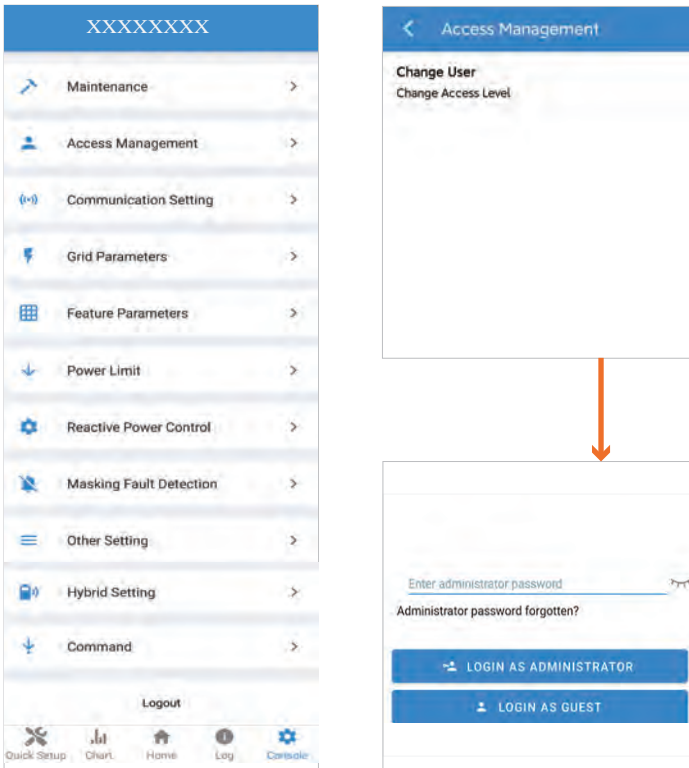 XXXXXXXX
Maintenance
Access Management
Communication Setting
Grid Parameters
Feature Parameters
Power Limit
Reactive Power Control
Masking Fault Detection
Other Setting
Hybrid Setting
Command
Logout
Quick Setup
Chart
Home
Log
Console
Access Management
Change User
Change Access Level
Enter administrator password
Administrator password forgotten?
LOGIN AS ADMINISTRATOR
LOGIN AS GUEST